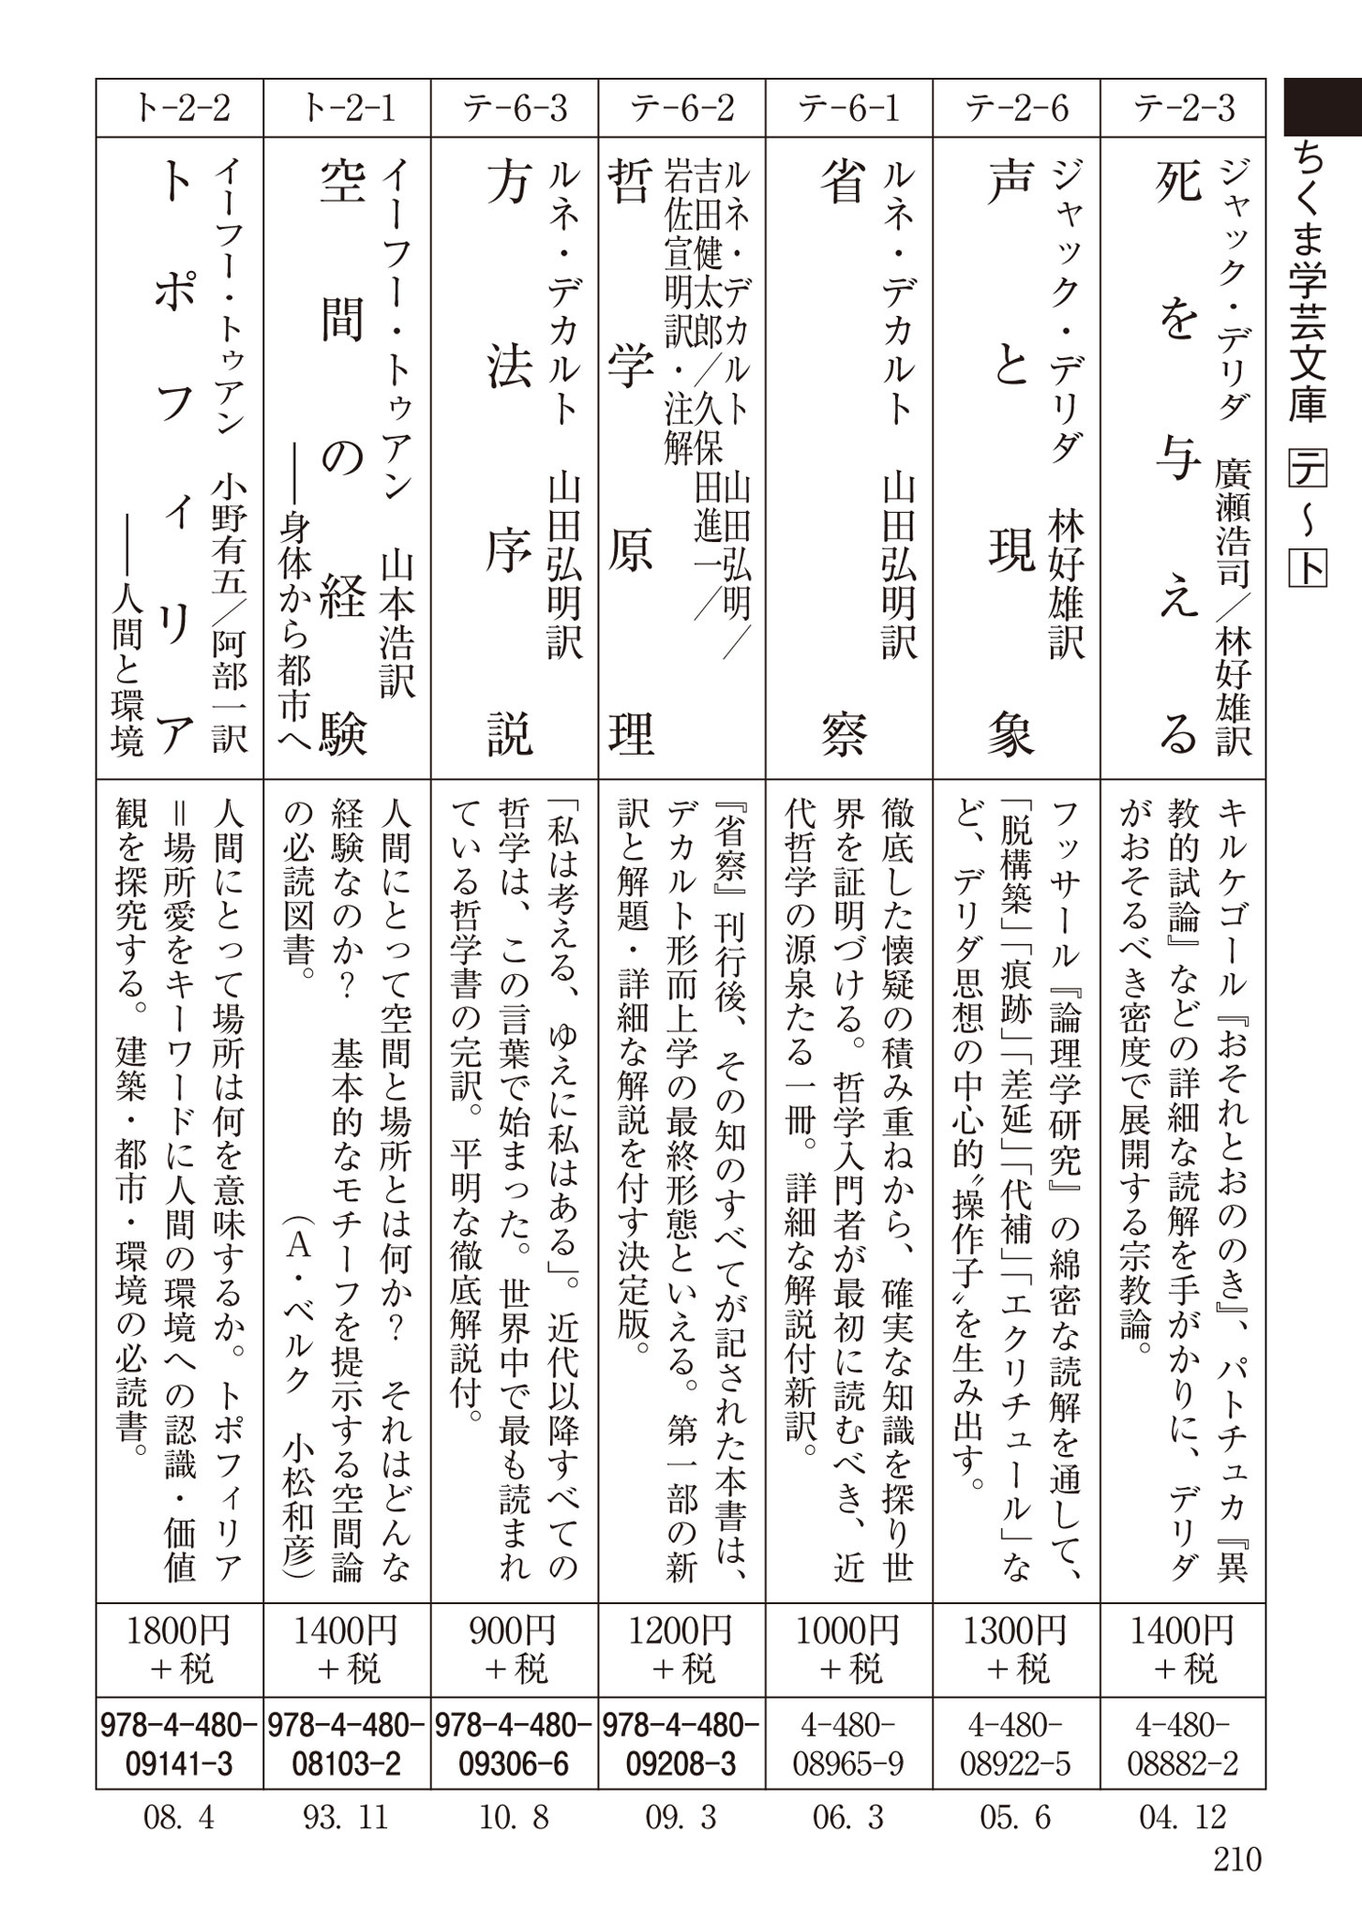 ちくま学芸文庫 テ～ト
テ-2-3
ジャック・デリダ　廣瀬浩司／林好雄訳
死を与える
キルケゴール『おそれとおののき』、パトチュカ『異
教的試論』などの詳細な読解を手がかりに、デリダ
がおそるべき密度で展開する宗教論。
1400円
＋税
4-480-
08882-2
04. 12
テ-2-6
ジャック・デリダ　林好雄訳
声と現象
フッサール『論理学研究』の綿密な読解を通して、
「脱構築」「痕跡」「差延」「代補」「エクリチュール」な
ど、デリダ思想の中心的〝操作子〟を生み出す。
1300円
＋税
4-480-
08922-5
05. 6
テ-6-1
ルネ・デカルト　山田弘明訳
省察
徹底した懐疑の積み重ねから、確実な知識を探り世
界を証明づける。哲学入門者が最初に読むべき、近
代哲学の源泉たる一冊。詳細な解説付新訳。
1000円
＋税
4-480-
08965-9
06. 3
テ-6-2
ルネ・デカルト　山田弘明／
吉田健太郎／久保田進一／
岩佐宣明訳・注解
哲学原理
『省察』刊行後、その知のすべてが記された本書は、
デカルト形而上学の最終形態といえる。第一部の新
訳と解題・詳細な解説を付す決定版。
1200円
＋税
978-4-480-
09208-3
09. 3
テ-6-3
ルネ・デカルト　山田弘明訳
方法序説
「私は考える、ゆえに私はある」。近代以降すべての
哲学は、この言葉で始まった。世界中で最も読まれ
ている哲学書の完訳。平明な徹底解説付。
900円
＋税
978-4-480-
09306-6
10. 8
ト-2-1
イーフー・トゥアン　山本浩訳
空間の経験
――身体から都市へ
人間にとって空間と場所とは何か？　それはどんな
経験なのか？　基本的なモチーフを提示する空間論
の必読図書。　（A・ベルク　小松和彦）
1400円
＋税
978-4-480-
08103-2
93. 11
ト-2-2
イーフー・トゥアン　小野有五／阿部一訳
トポフィリア
――人間と環境
人間にとって場所は何を意味するか。トポフィリア
＝場所愛をキーワードに人間の環境への認識・価値
観を探究する。建築・都市・環境の必読書。
1800円
＋税
978-4-480-
09141-3
08. 4
210